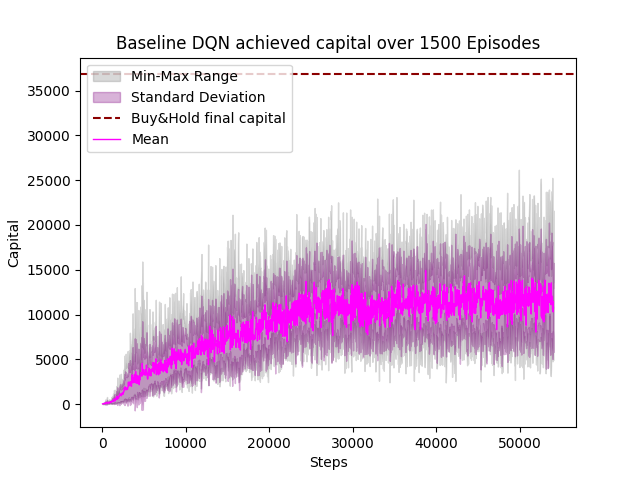 Baseline DQN achieved capital over 1500 Episodes
Min-Max Range
Standard Deviation
Buy&Hold final capital
Mean
Capital
35000
30000
25000
20000
15000
10000
5000
0
0 10000 20000 30000 40000 50000
Steps